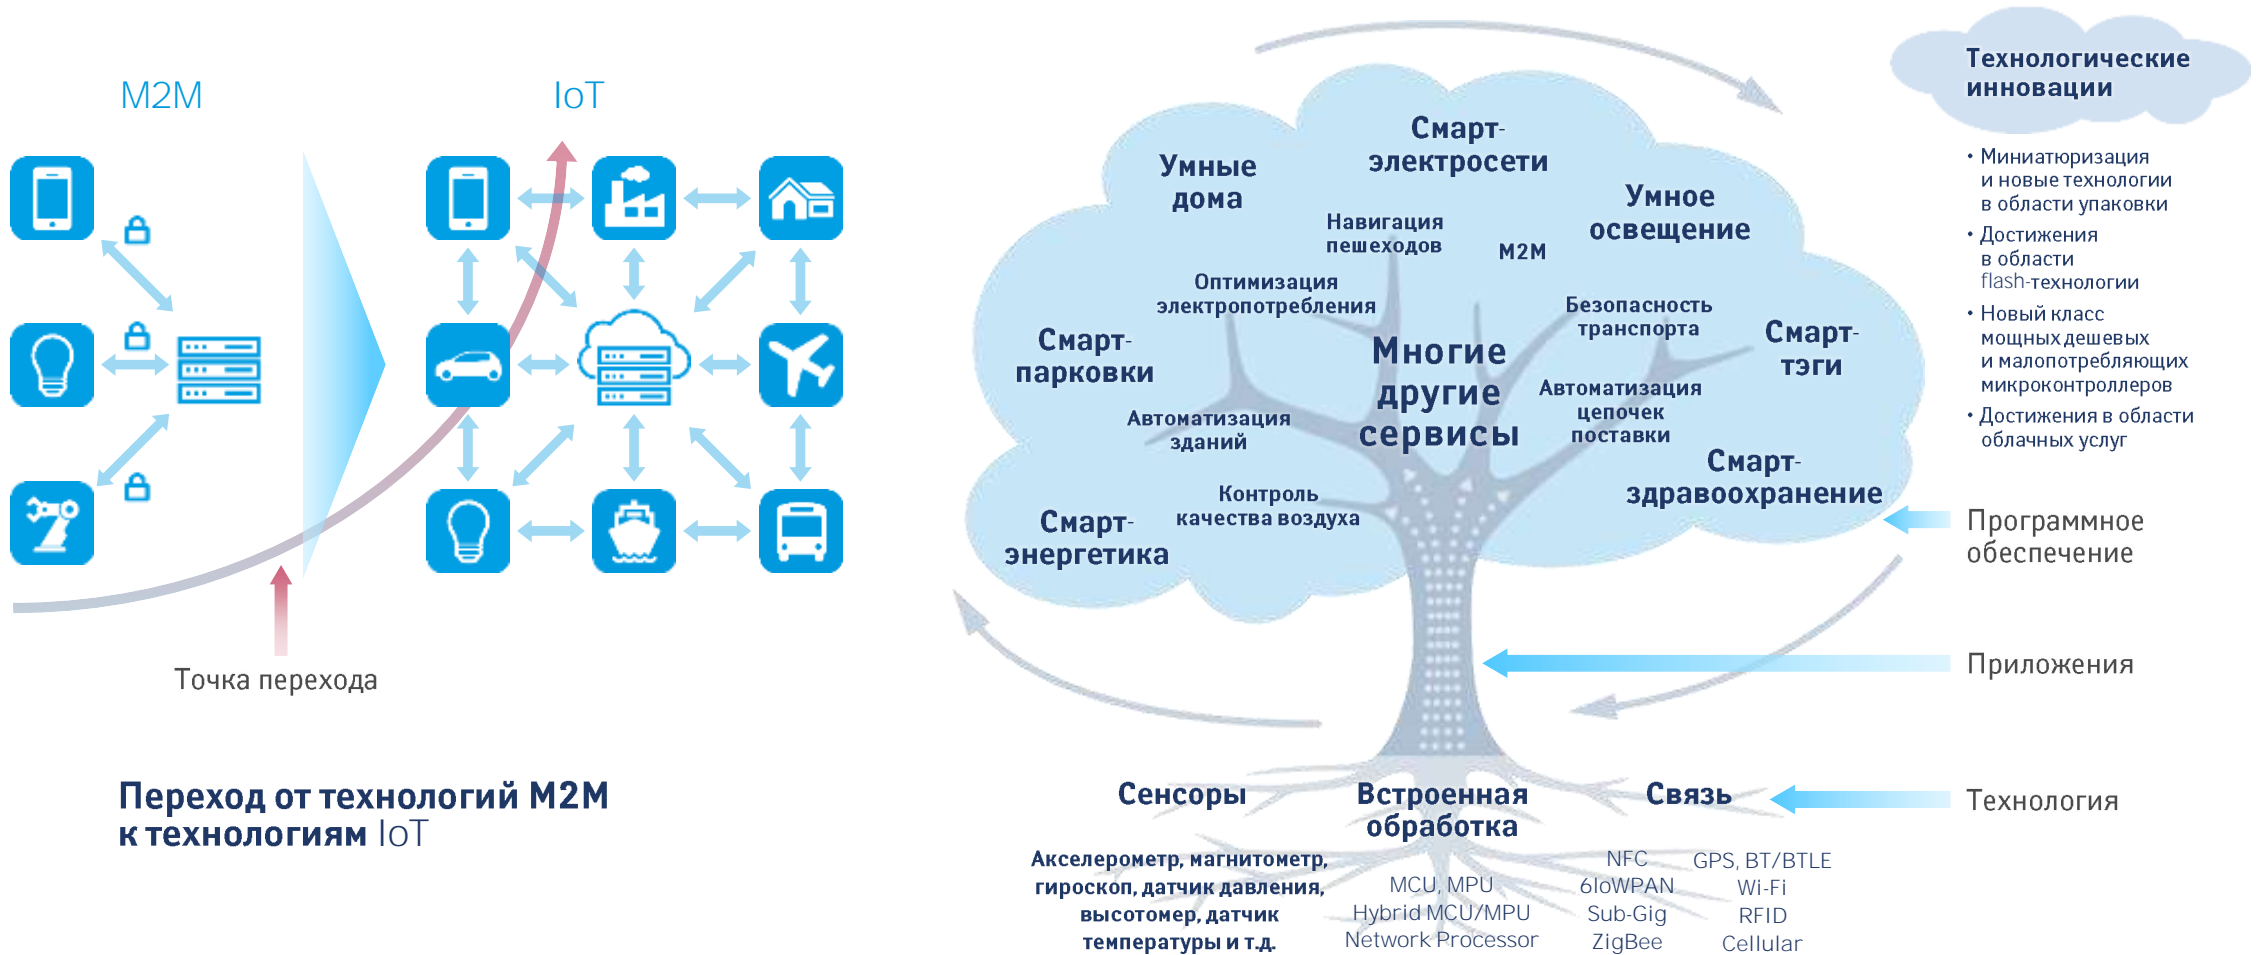 M2M
IoT
Точка перехода
Переход от технологий M2M
к технологиям IoT
Смарт-
электросети
Умные
дома
Умное
освещение
Навигация
пешеходов
M2M
Оптимизация
электропотребления
Безопасность
транспорта
Смарт-
парковки
Многие
другие
сервисы
Смарт-
тэги
Автоматизация
зданий
Автоматизация
цепочек
поставки
Смарт-
здравоохранение
Контроль
качества воздуха
Смарт-
энергетика
Сенсоры
Акселерометр, магнитометр,
гироскоп, датчик давления,
высотомер, датчик
температуры и т.д.
Встроенная
обработка
MCU, MPU
Hybrid MCU/MPU
Network Processor
Связь
NFC
6loWPAN
Sub-Gig
ZigBee
GPS, BT/BTLE
Wi-Fi
RFID
Cellular
Технологические
инновации
• Миниатюризация
и новые технологии
в области упаковки
• Достижения
в области
flash-технологии
• Новый класс
мощных дешевых
и малопотребляющих
микроконтроллеров
• Достижения в области
облачных услуг
Программное
обеспечение
Приложения
Технология